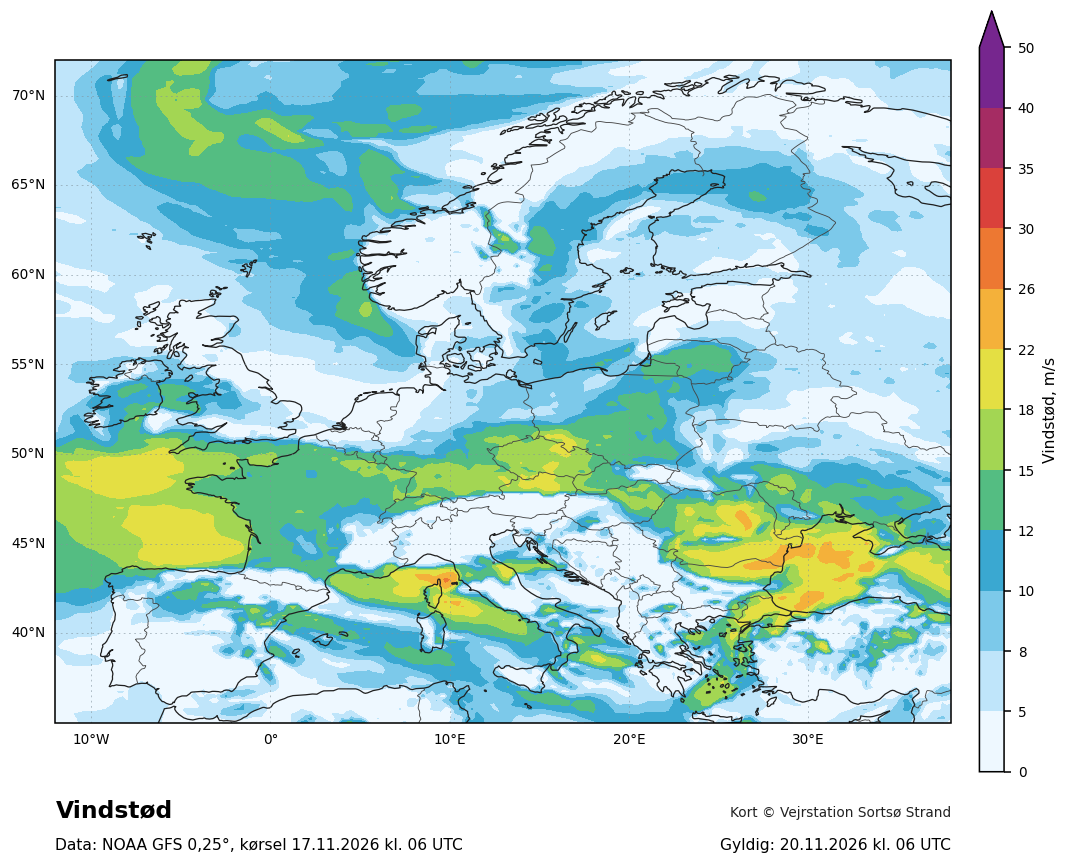 50
40
35
30
26
22
18
15
12
10
8
5
0
Vindstød, m/s
70°N
65°N
60°N
55°N
50°N
45°N
40°N
10°W
0°
10°E
20°E
30°E
Vindstød
Kort © Vejrstation Sortsø Strand
Data: NOAA GFS 0,25°, kørsel 17.11.2026 kl. 06 UTC
Gyldig: 20.11.2026 kl. 06 UTC